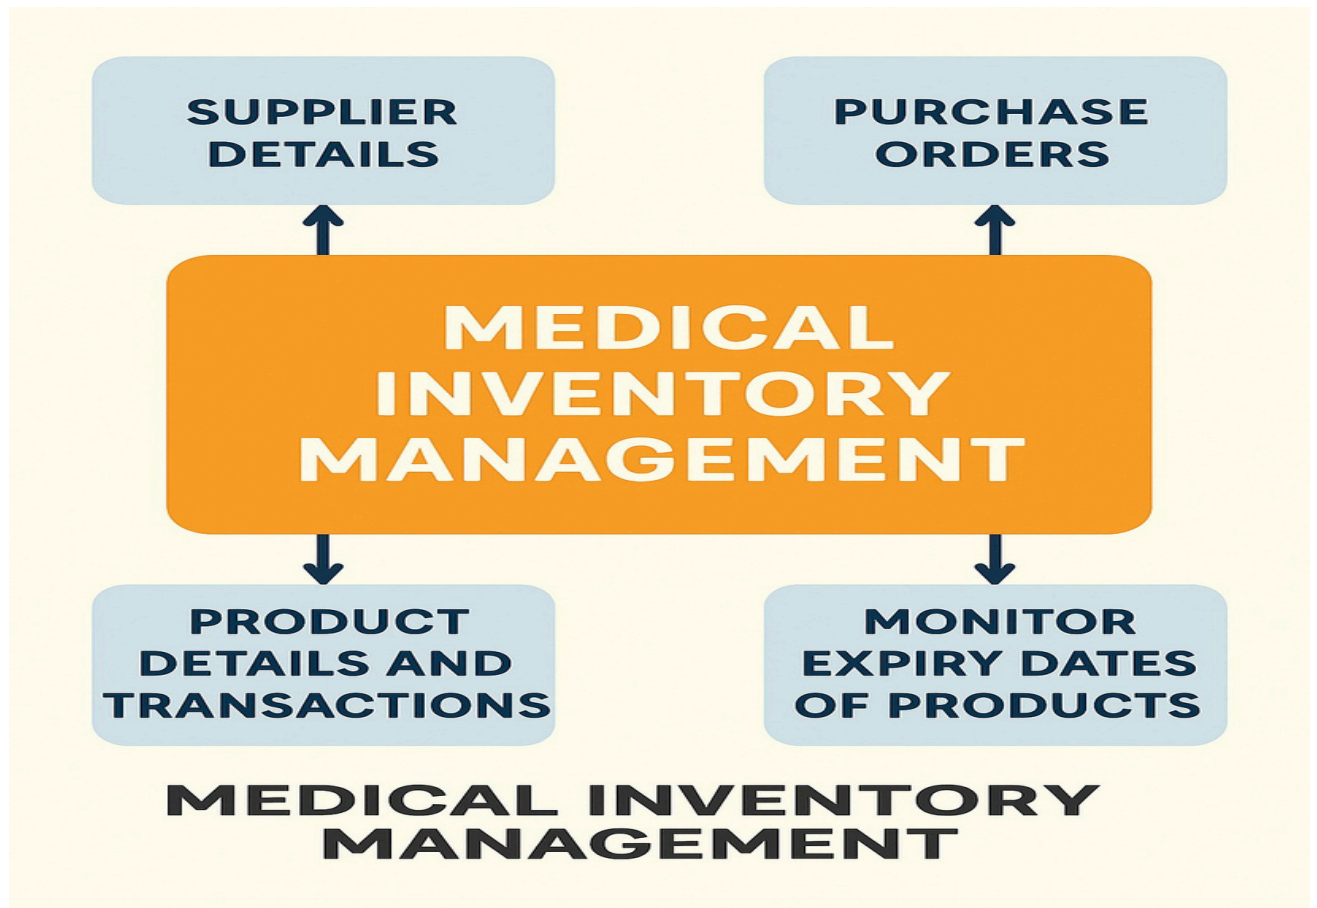 SUPPLIER
DETAILS
PURCHASE
ORDERS
MEDICAL
INVENTORY
MANAGEMENT
PRODUCT
DETAILS AND
TRANSACTIONS
MONITOR
EXPIRY DATES
OF PRODUCTS
MEDICAL INVENTORY
MANAGEMENT